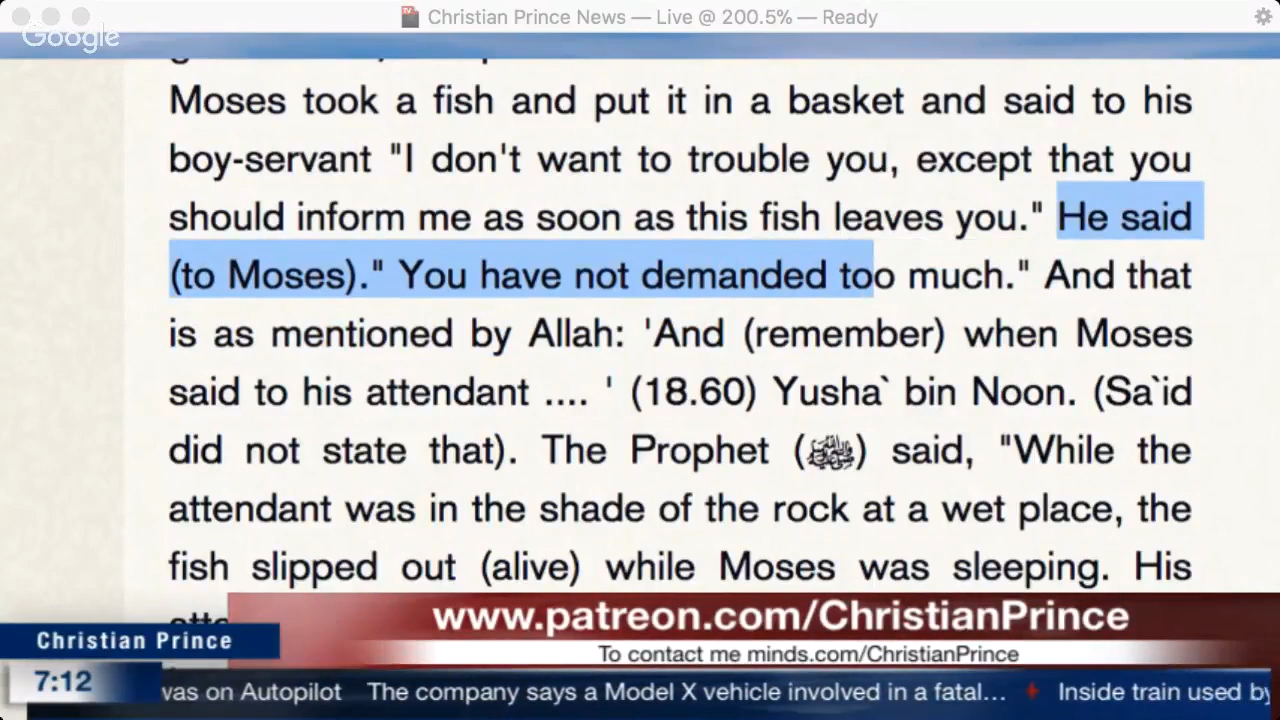 Christian Prince News — Live @ 200.5% — Ready
Google
Moses took a fish and put it in a basket and said to his
boy-servant "I don't want to trouble you, except that you
should inform me as soon as this fish leaves you." He said
(to Moses)." You have not demanded too much." And that
is as mentioned by Allah: 'And (remember) when Moses
said to his attendant .... ' (18.60) Yusha` bin Noon. (Sa`id
did not state that). The Prophet (ﷺ) said, "While the
attendant was in the shade of the rock at a wet place, the
fish slipped out (alive) while Moses was sleeping. His
www.patreon.com/ChristianPrince
Christian Prince
To contact me minds.com/ChristianPrince
7:12
was on Autopilot The company says a Model X vehicle involved in a fatal... Inside train used by